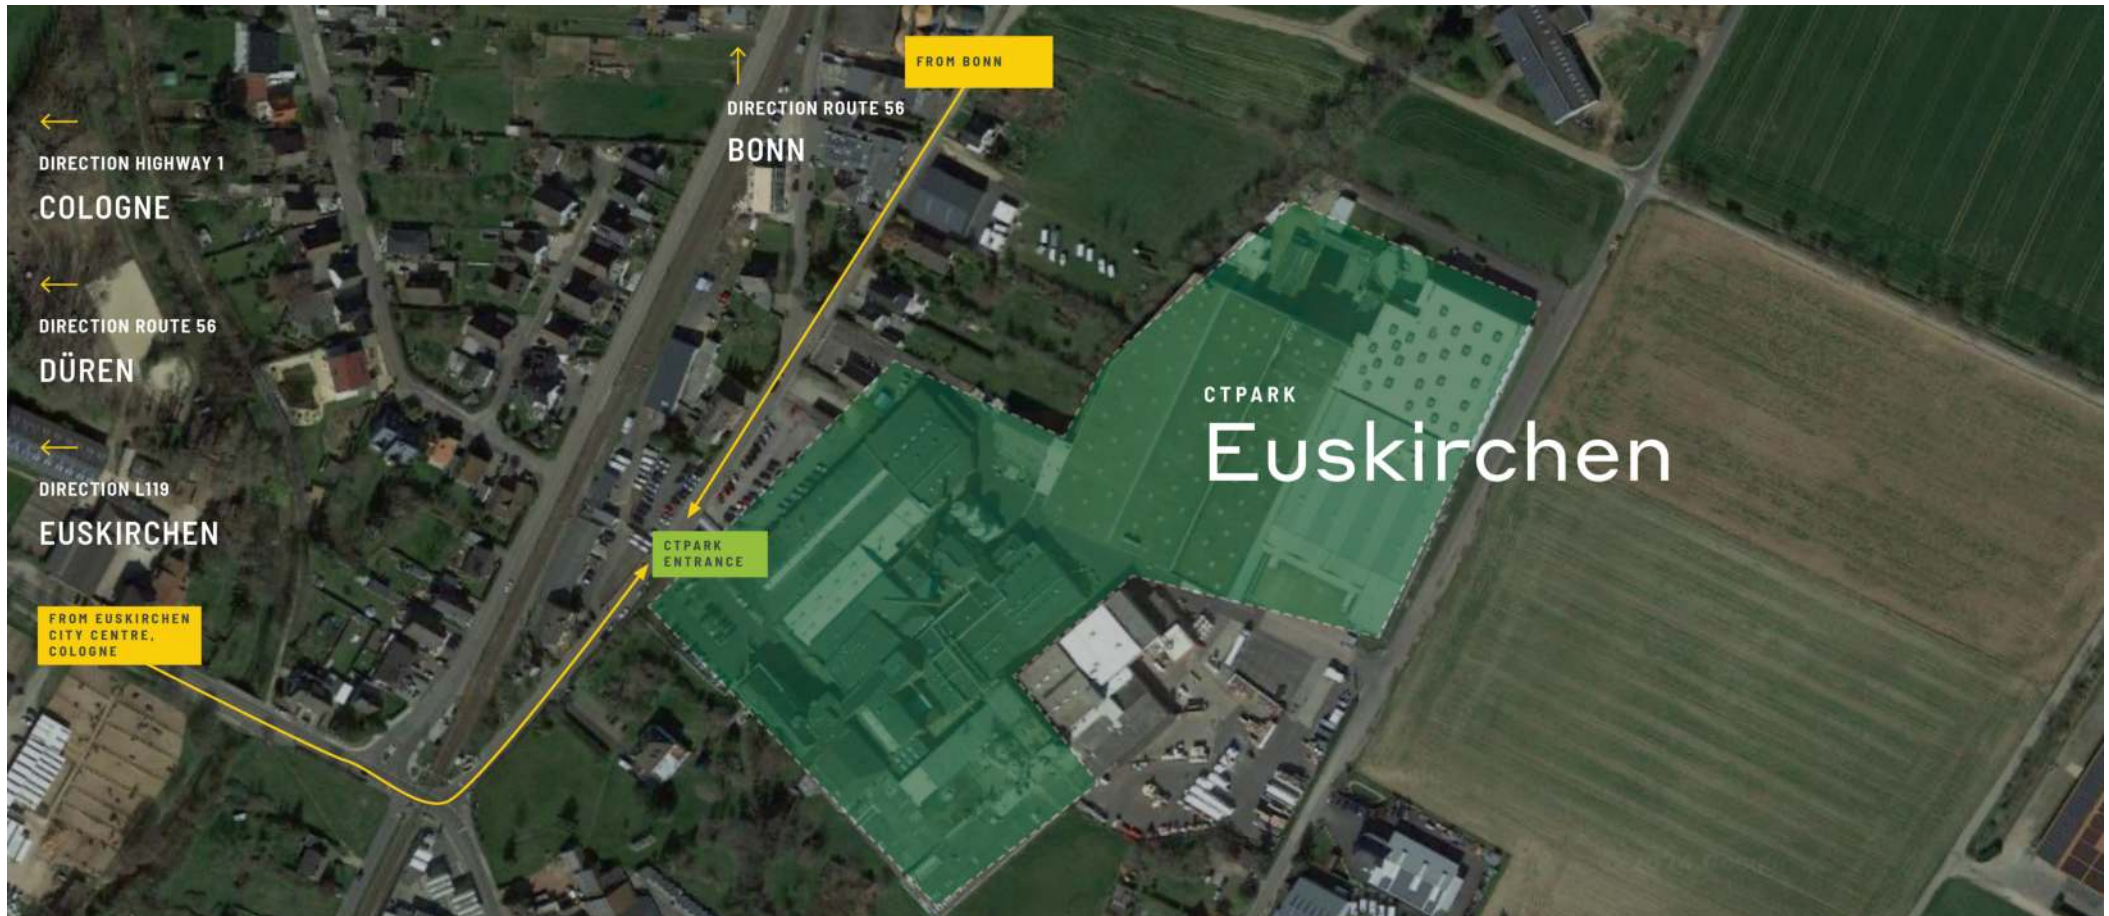 FROM BONN
DIRECTION ROUTE 56
BONN
DIRECTION HIGHWAY 1
COLOGNE
DIRECTION ROUTE 56
DÜREN
CTPARK
Euskirchen
DIRECTION L119
EUSKIRCHEN
CTPARK
ENTRANCE
FROM EUSKIRCHEN
CITY CENTRE,
COLOGNE